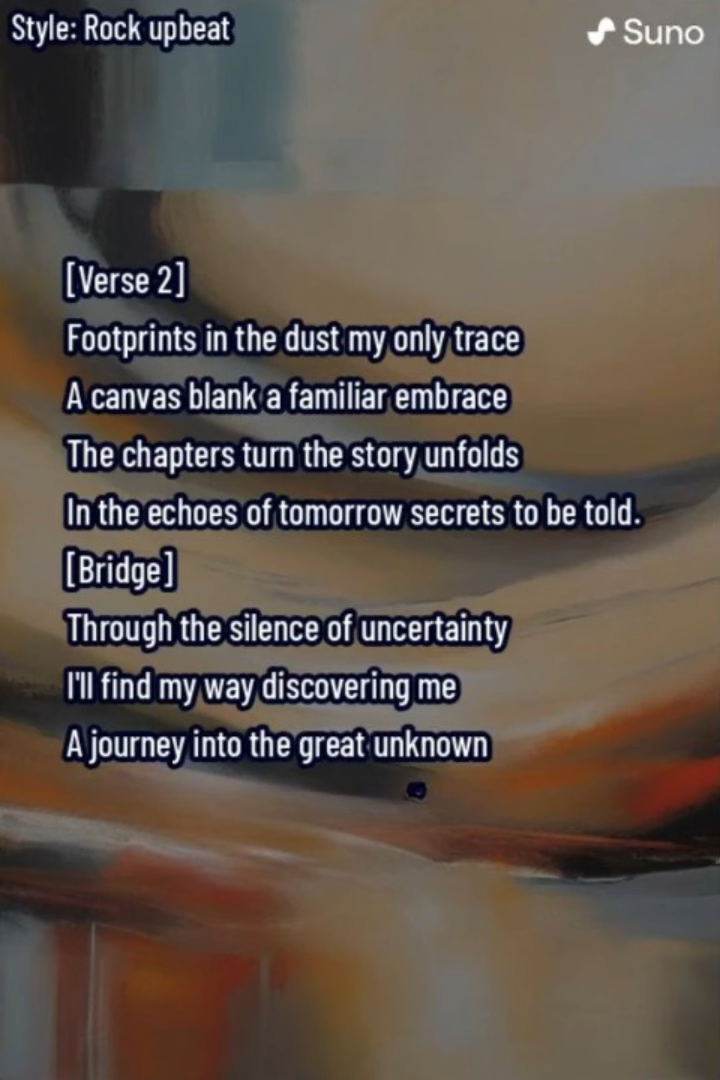 Style: Rock upbeat
Suno
[Verse 2]
Footprints in the dust my only trace
A canvas blank a familiar embrace
The chapters turn the story unfolds
In the echoes of tomorrow secrets to be told.
[Bridge]
Through the silence of uncertainty
I'll find my way discovering me
A journey into the great unknown